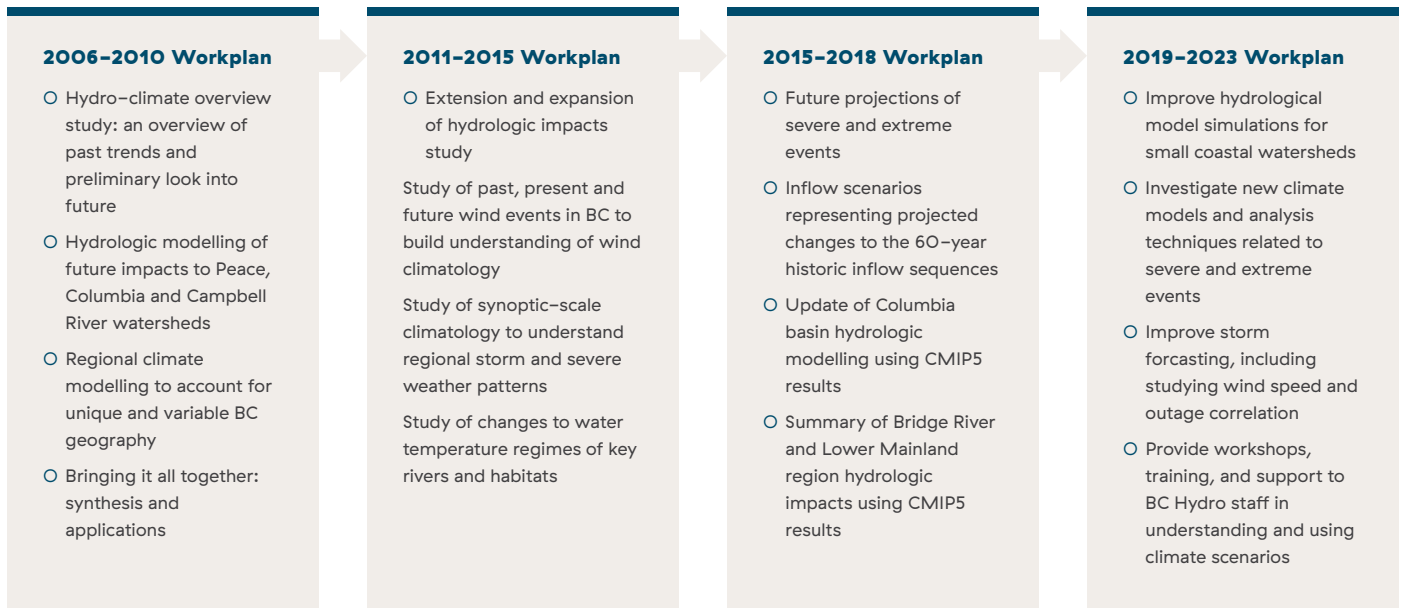 2006–2010 Workplan
O Hydro–climate overview
study: an overview of
past trends and
preliminary look into
future
O Hydrologic modelling of
future impacts to Peace,
Columbia and Campbell
River watersheds
O Regional climate
modelling to account for
unique and variable BC
geography
O Bringing it all together:
synthesis and
applications
2011–2015 Workplan
O Extension and expansion
of hydrologic impacts
study
Study of past, present and
future wind events in BC to
build understanding of wind
climatology
Study of synoptic–scale
climatology to understand
regional storm and severe
weather patterns
Study of changes to water
temperature regimes of key
rivers and habitats
2015–2018 Workplan
O Future projections of
severe and extreme
events
O Inflow scenarios
representing projected
changes to the 60–year
historic inflow sequences
O Update of Columbia
basin hydrologic
modelling using CMIP5
results
O Summary of Bridge River
and Lower Mainland
region hydrologic
impacts using CMIP5
results
2019–2023 Workplan
O Improve hydrological
model simulations for
small coastal watersheds
O Investigate new climate
models and analysis
techniques related to
severe and extreme
events
O Improve storm
forcasting, including
studying wind speed and
outage correlation
O Provide workshops,
training, and support to
BC Hydro staff in
understanding and using
climate scenarios